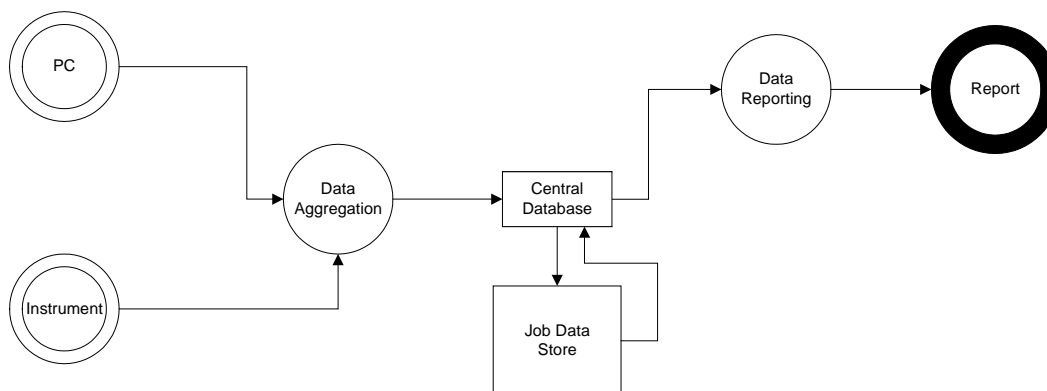 PC
Data
Reporting
Report
Data
Aggregation
Central
Database
Instrument
Job Data
Store